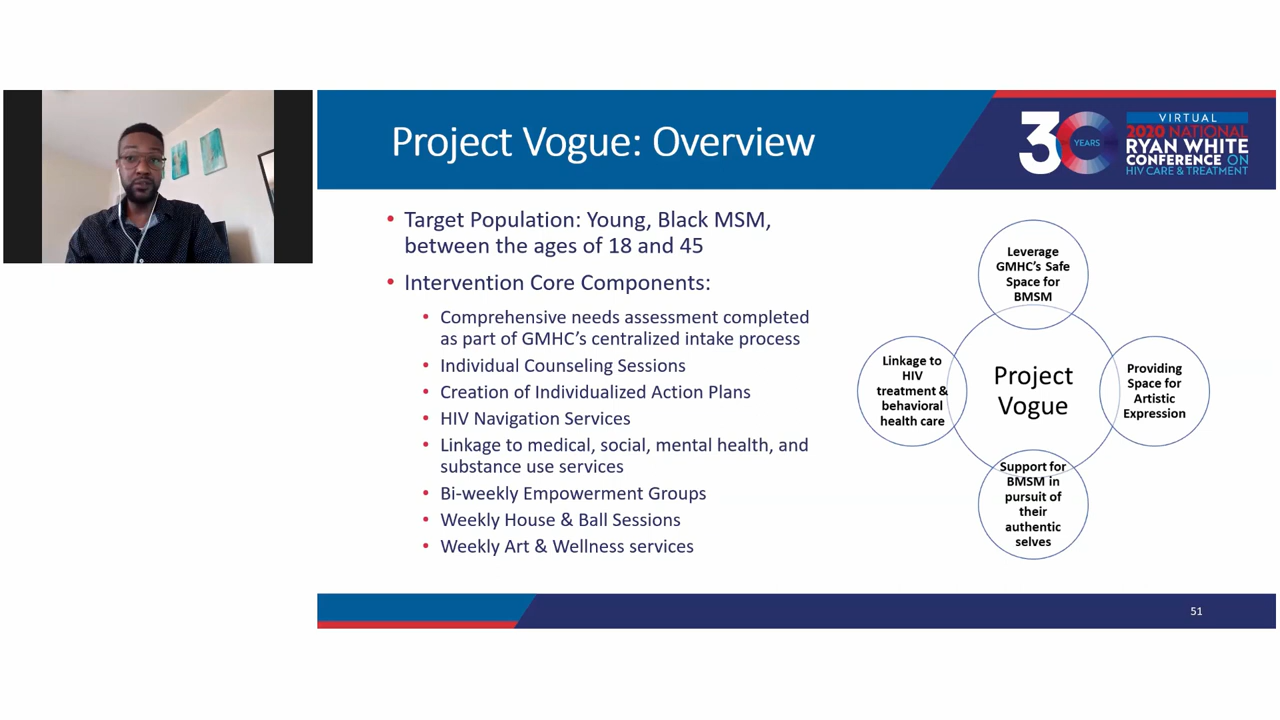 Project Vogue: Overview
30
YEARS
VIRTUAL
2020 NATIONAL
RYAN WHITE
CONFERENCE ON
HIV CARE & TREATMENT
• Target Population: Young, Black MSM,
between the ages of 18 and 45
• Intervention Core Components:
• Comprehensive needs assessment completed
as part of GMHC's centralized intake process
• Individual Counseling Sessions
• Creation of Individualized Action Plans
• HIV Navigation Services
• Linkage to medical, social, mental health, and
substance use services
• Bi-weekly Empowerment Groups
• Weekly House & Ball Sessions
• Weekly Art & Wellness services
Leverage
GMHC's Safe
Space for
BMSM
Linkage to
HIV
treatment &
behavioral
health care
Project
Vogue
Providing
Space for
Artistic
Expression
Support for
BMSM in
pursuit of
their
authentic
selves
51